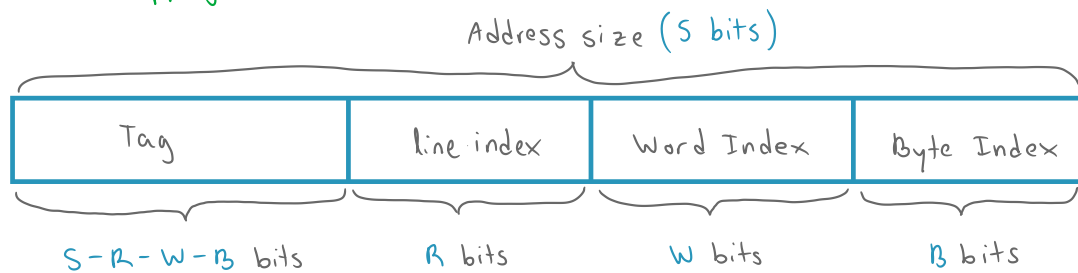 Address size (S bits)
Tag line index Word Index Byte Index
S-R-W-B bits R bits W bits B bits